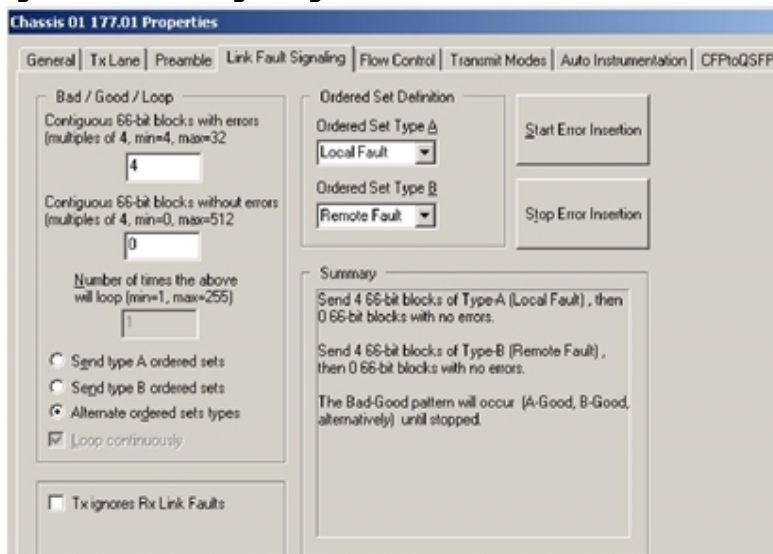 Chassis 01 177.01 Properties
General
Tx Lane
Preamble
Link Fault Signaling
Flow Control
Transmit Modes
Auto Instrumentation
CFPtoQSFP
Bad / Good / Loop
Contiguous 66-bit blocks with errors
(multiples of 4, min=4, max=32
4
Contiguous 66-bit blocks without errors
(multiples of 4, min=0, max=512
0
Number of times the above
will loop (min=1, max=255)
1
Send type A ordered sets
Send type B ordered sets
Alternate ordered sets types
Loop continuously
Tx ignores Rx Link Faults
Ordered Set Definition
Ordered Set Type A
Local Fault
Ordered Set Type B
Remote Fault
Start Error Insertion
Stop Error Insertion
Summary
Send 4 66-bit blocks of Type-A (Local Fault) , then
0 66-bit blocks with no errors.
Send 4 66-bit blocks of Type-B (Remote Fault) ,
then 0 66-bit blocks with no errors.
The Bad-Good pattern will occur (A-Good, B-Good,
alternatively) until stopped.